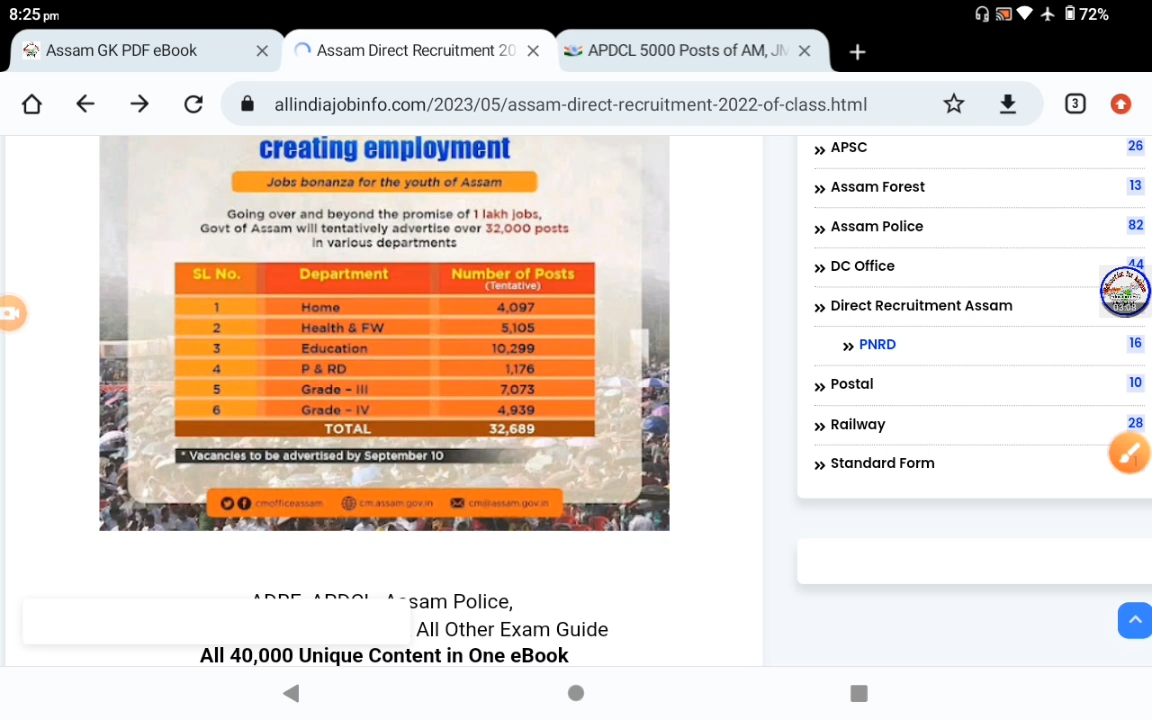 8:25 pm
72%
Assam GK PDF eBook
Assam Direct Recruitment 20
APDCL 5000 Posts of AM, JM
allindiajobinfo.com/2023/05/assam-direct-recruitment-2022-of-class.html
3
creating employment
Jobs bonanza for the youth of Assam
Going over and beyond the promise of 1 lakh jobs,
Govt of Assam will tentatively advertise over 32,000 posts
in various departments
SL No. Department Number of Posts
(Tentative)
1 Home 4,097
2 Health & FW 5,105
3 Education 10,299
4 P & RD 1,176
5 Grade - III 7,073
6 Grade - IV 4,939
TOTAL 32,689
* Vacancies to be advertised by September 10
cmofficeassam cm.assam.gov.in cm@assam.gov.in
ADRE, APDCL, Assam Police,
All Other Exam Guide
All 40,000 Unique Content in One eBook
APSC 26
Assam Forest 13
Assam Police 82
DC Office 44
03:08
Direct Recruitment Assam
PNRD 16
Postal 10
Railway 28
1
Standard Form